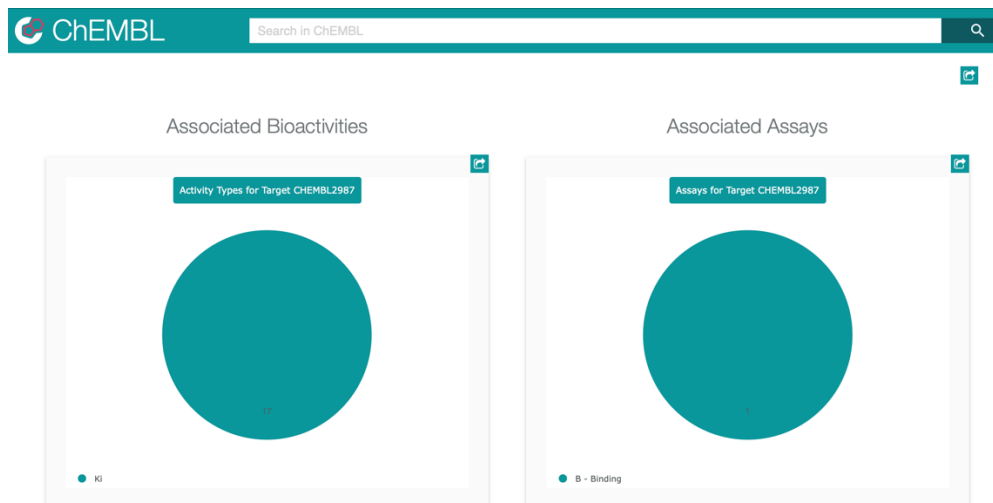 ChEMBL
Search in ChEMBL
Associated Bioactivities
Associated Assays
Activity Types for Target CHEMBL2987
Assays for Target CHEMBL2987
17
1
Ki
B - Binding